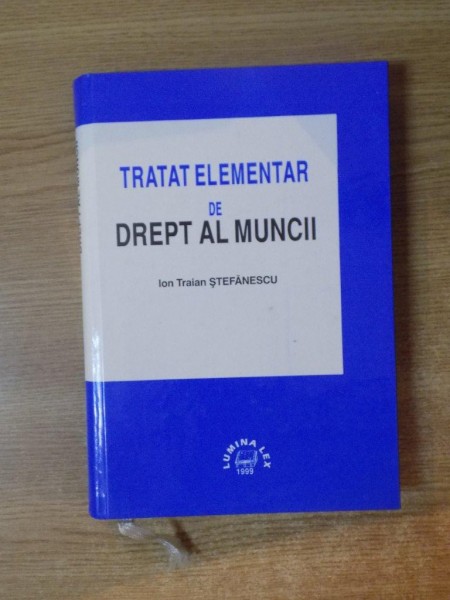 TRATAT ELEMENTAR
DE
DREPT AL MUNCII
Ion Traian ŞTEFĂNESCU
LUMINA LEX
1999